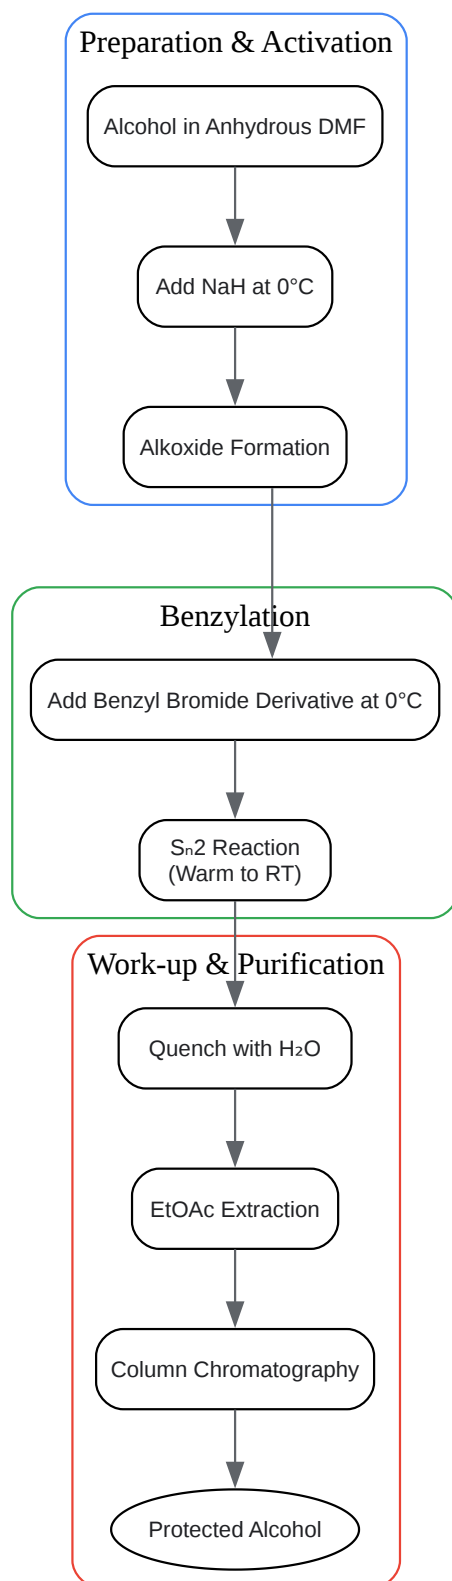 Preparation & Activation
Alcohol in Anhydrous DMF
Add NaH at 0°C
Alkoxide Formation
Benzylation
Add Benzyl Bromide Derivative at 0°C
Sₙ2 Reaction
(Warm to RT)
Work-up & Purification
Quench with H₂O
EtOAc Extraction
Column Chromatography
Protected Alcohol